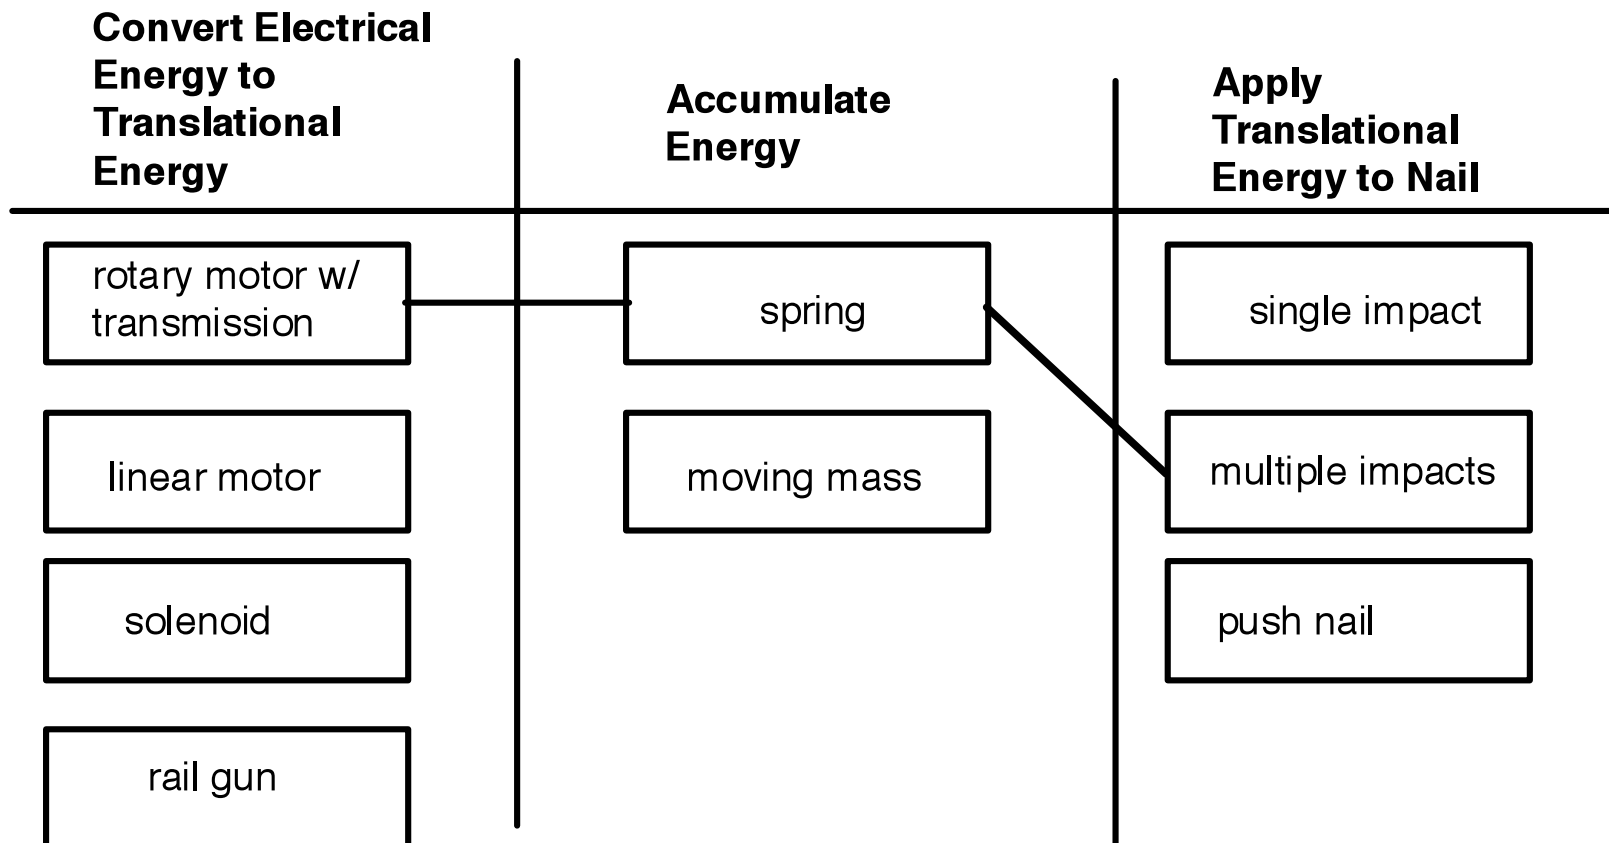 Convert Electrical
Energy to
Translational
Energy
Accumulate
Energy
Apply
Translational
Energy to Nail
rotary motor w/
transmission
spring
single impact
linear motor
moving mass
multiple impacts
solenoid
push nail
rail gun